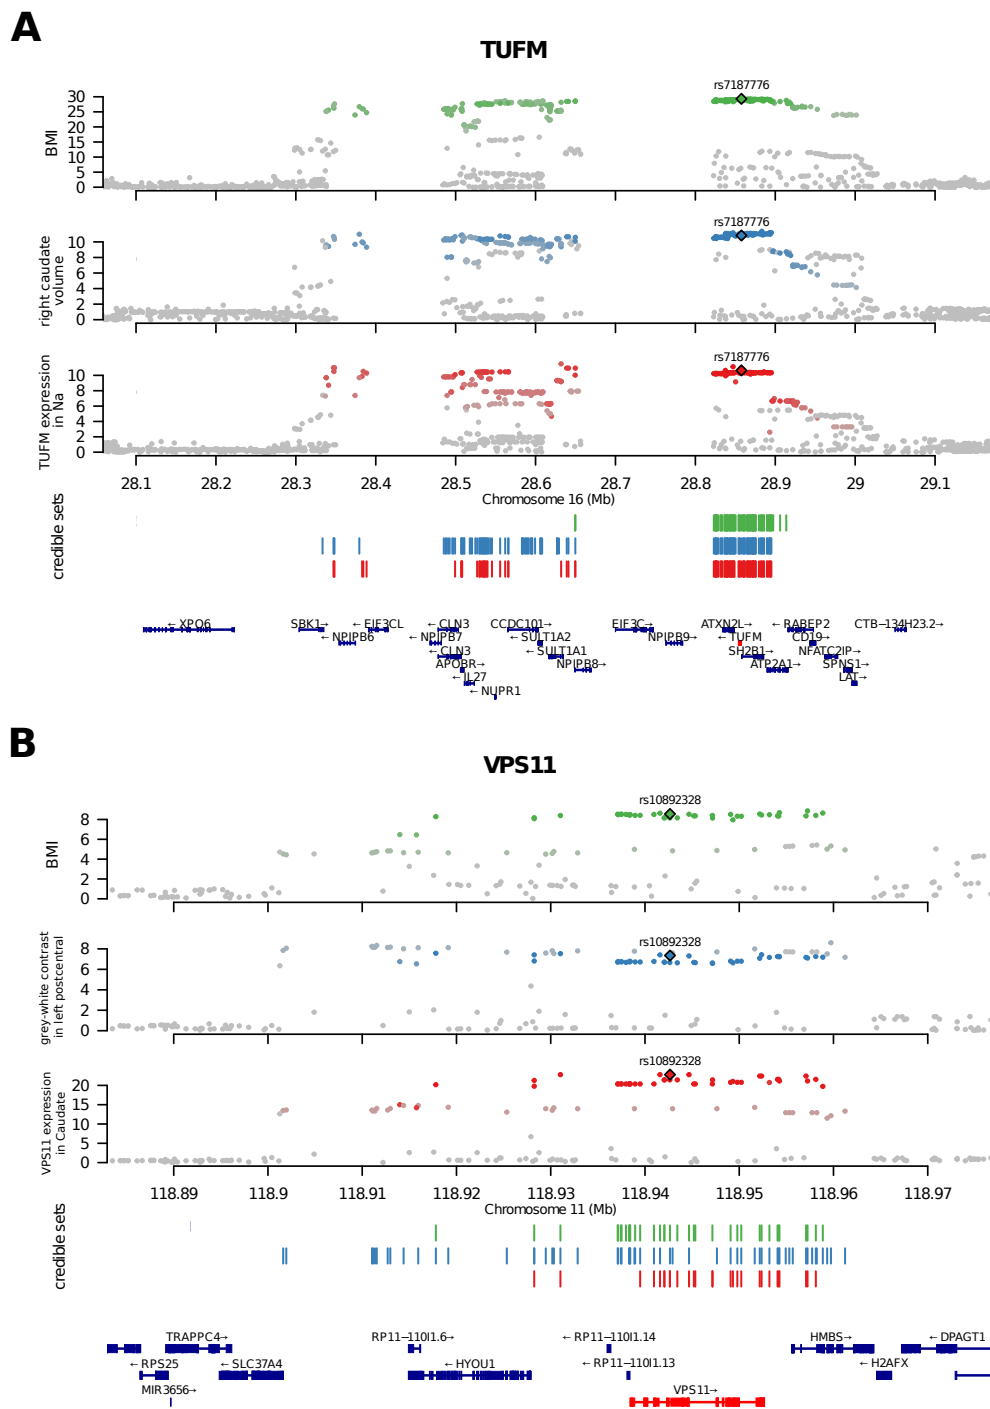 A
TUFM
rs7187776
BMI
30
25
20
15
10
5
0
rs7187776
right caudate
volume
10
8
6
4
2
0
rs7187776
TUFM expression
in Na
10
8
6
4
2
0
28.1 28.2 28.3 28.4 28.5 28.6 28.7 28.8 28.9 29 29.1
Chromosome 16 (Mb)
credible sets
←XPO6 SBK1→ ←EIF3CL ←CLN3 CCDC101→ EIF3C→ ATXN2L→ ←RABEP2 CTB−134H23.2→
←NPIPB6 ←NPIPB7 ←SULT1A2 NPIPB9→ ←TUFM CD19→
←CLN3 ←SULT1A1 SH2B1→ NFATC2IP→
APOBR→ NPIPB8→ ATP2A1→ SPNS1→
←IL27 LAT→
←NUPR1
B
VPS11
rs10892328
BMI
8
6
4
2
0
rs10892328
grey-white contrast
in left postcentral
8
6
4
2
0
rs10892328
VPS11 expression
in Caudate
20
15
10
5
0
118.89 118.9 118.91 118.92 118.93 118.94 118.95 118.96 118.97
Chromosome 11 (Mb)
credible sets
TRAPPC4→ RP11−110I1.6→ ←RP11−110I1.14 HMBS→ ←DPAGT1
←RPS25 ←SLC37A4 ←HYOU1 ←RP11−110I1.13 ←H2AFX
MIR3656→ VPS11→